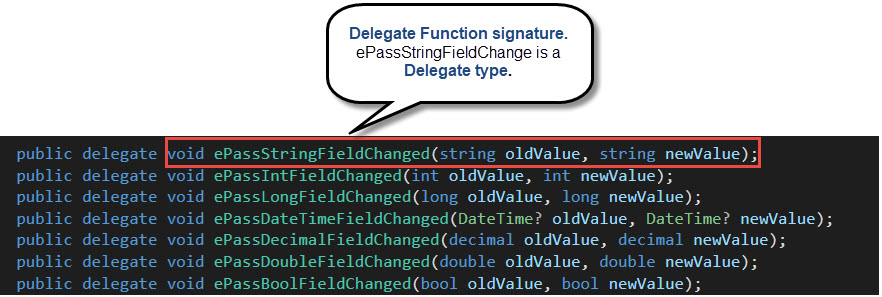 Delegate Function signature.
ePassStringFieldChange is a
Delegate type.
public delegate void ePassStringFieldChanged(string oldValue, string newValue);
public delegate void ePassIntFieldChanged(int oldValue, int newValue);
public delegate void ePassLongFieldChanged(long oldValue, long newValue);
public delegate void ePassDateTimeFieldChanged(DateTime? oldValue, DateTime? newValue);
public delegate void ePassDecimalFieldChanged(decimal oldValue, decimal newValue);
public delegate void ePassDoubleFieldChanged(double oldValue, double newValue);
public delegate void ePassBoolFieldChanged(bool oldValue, bool newValue);